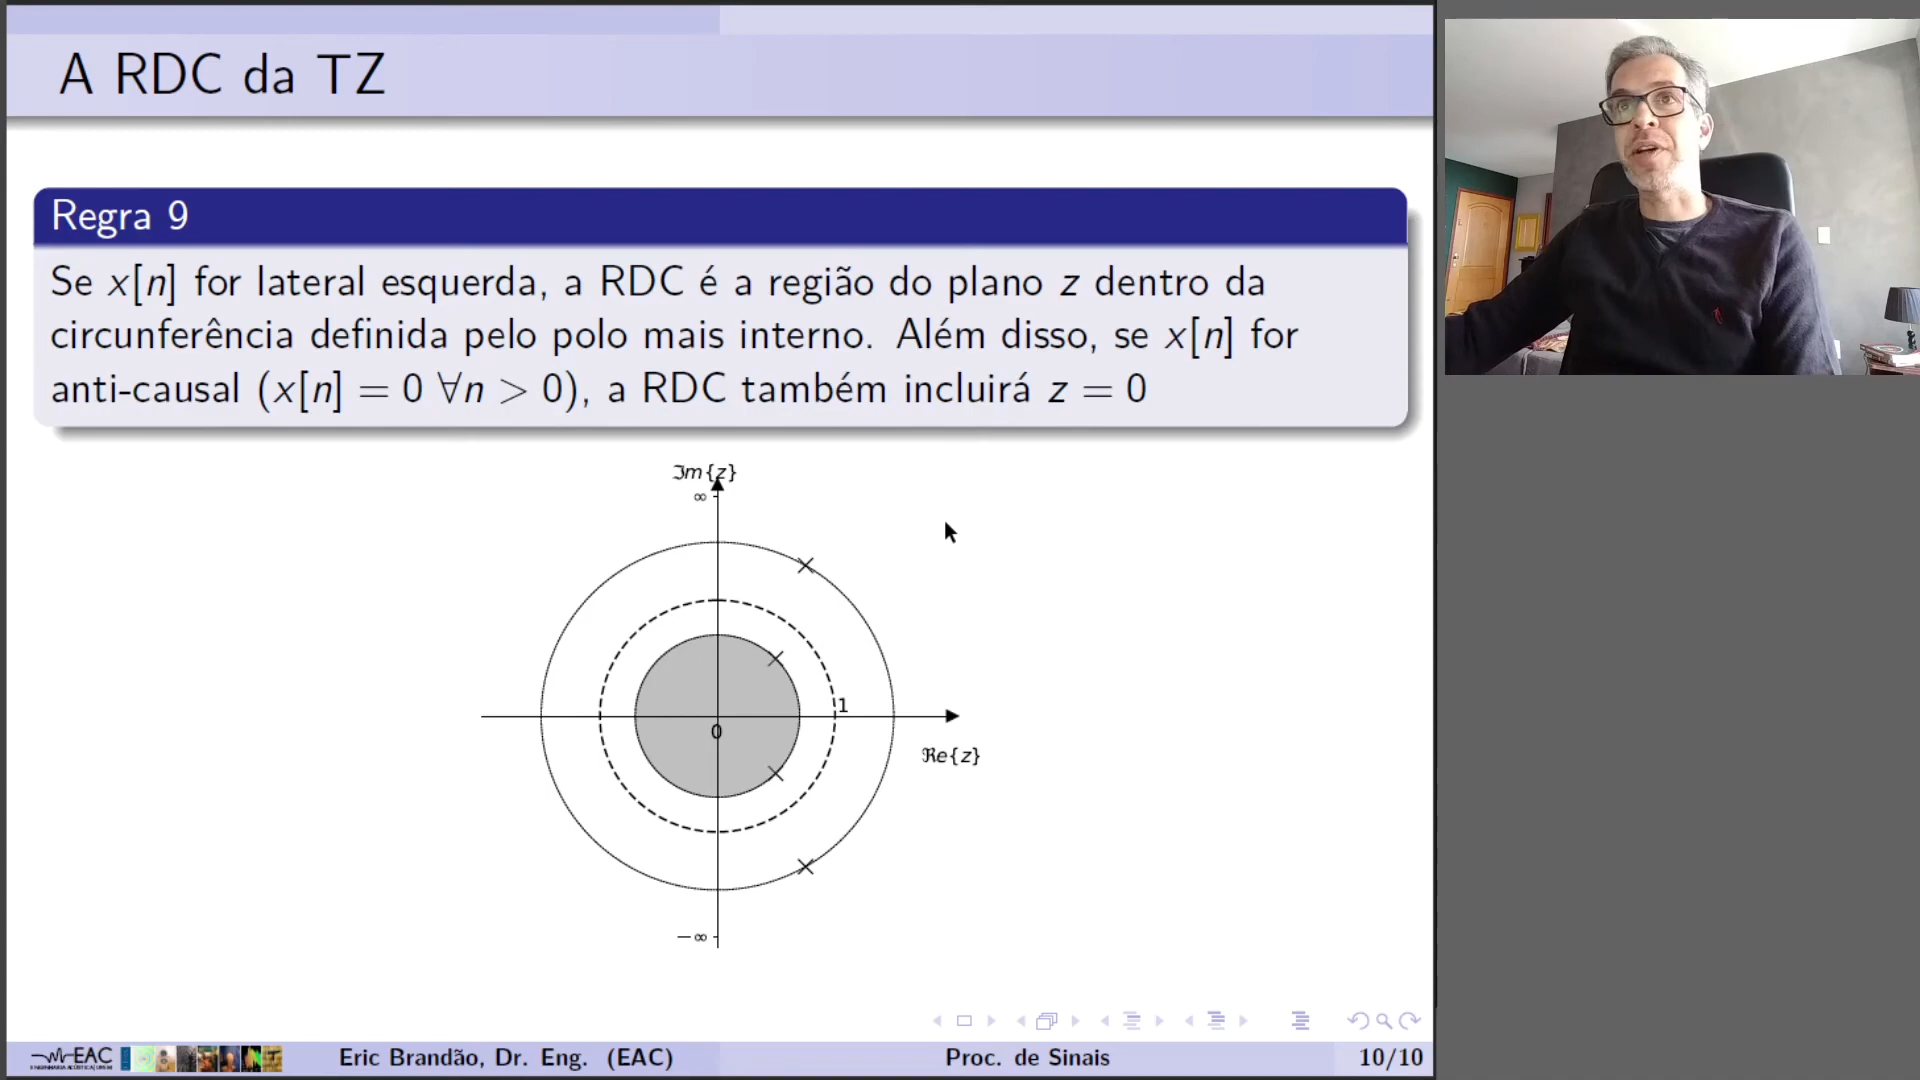 A RDC da TZ
Regra 9
Se x[n] for lateral esquerda, a RDC é a região do plano z dentro da
circunferência definida pelo polo mais interno. Além disso, se x[n] for
anti-causal (x[n] = 0 ∀n > 0), a RDC também incluirá z = 0
ℑm{z}
∞
1
0
ℜe{z}
−∞
EAC
Eric Brandão, Dr. Eng. (EAC)
Proc. de Sinais
10/10